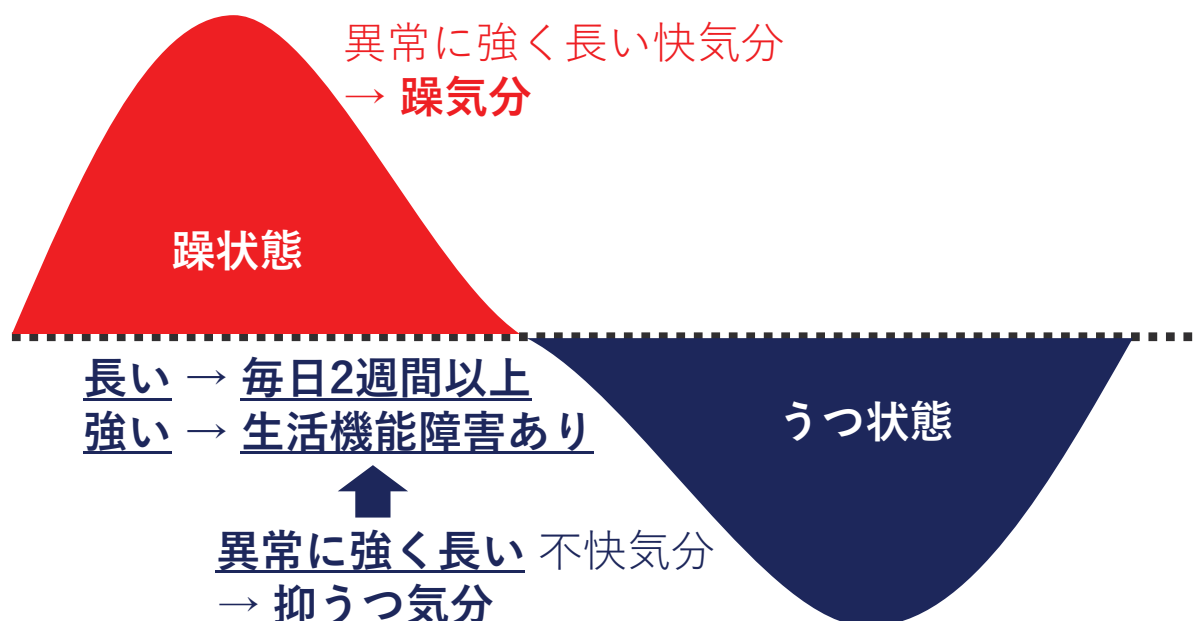 異常に強く長い快気分
→ 躁気分
躁状態
長い → 毎日2週間以上
強い → 生活機能障害あり
うつ状態
異常に強く長い 不快気分
→ 抑うつ気分